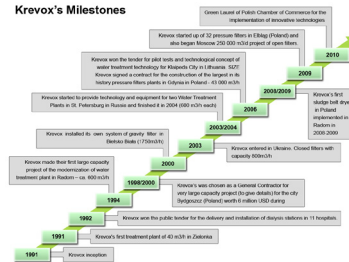 Krevox's Milestones
Green Laurel of Polish Chamber of Commerce for the
implementation of innovative technologies.
2010
Krevox started up of 32 pressure filters in Elbląg (Poland) and
also began Moscow 250 000 m3/d project of open filters.
2009
Krevox won the tender for pilot tests and technological concept of
water treatment technology for Klaipeda City in Lithuania. SIZE
Krevox signed a contract for the construction of the largest in its
history pressure filters plants in Gdynia in Poland - 43 000 m3/h
2008/2009
Krevox's first
sludge belt dryer
in Poland
implemented
in
Radom in
2008-2009
2006
Krevox started to provide technology and equipment for two Water Treatment
Plants in St. Petersburg in Russia and finished it in 2004 (680 m3/h each)
2003/2004
Krevox installed its own system of gravity filter in
Bielsko Biała (1750m3/h)
2003
Krevox entered in Ukraine. Closed filters with
capacity 800m3/h
2000
Krevox made their first large capacity
project of the modernization of water
treatment plant in Radom – ca. 600 m3/h
1998/2000
Krevox's was chosen as a General Contractor for
very large capacity project (to give details) for the city
Bydgoszcz (Poland) worth 6 million USD during
1994
1992
Krevox won the public tender for the delivery and installation of dialysis stations in 11 hospitals.
1991
Krevox's first treatment plant of 40 m3/h in Zielonka
1991
Krevox inception